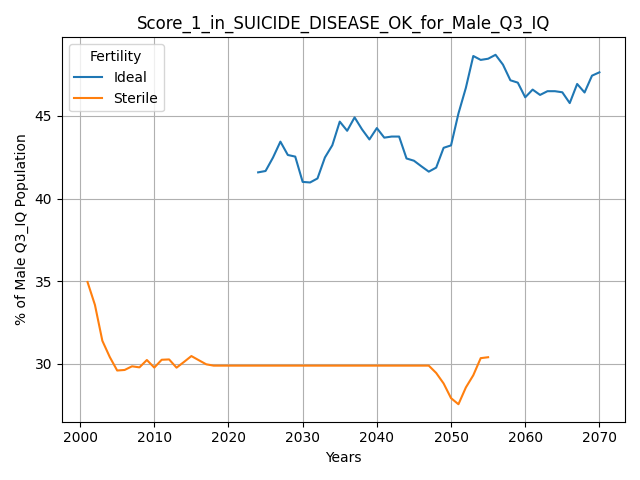 Score_1_in_SUICIDE_DISEASE_OK_for_Male_Q3_IQ
Fertility
Ideal
Sterile
% of Male Q3_IQ Population
45
40
35
30
2000 2010 2020 2030 2040 2050 2060 2070
Years